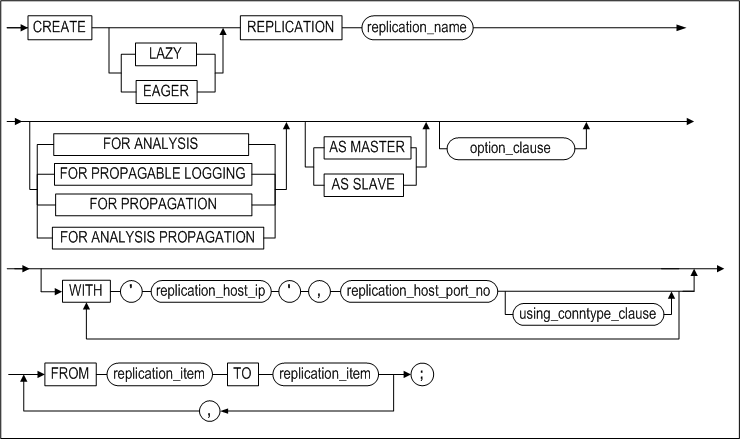 CREATE LAZY REPLICATION replication_name
EAGER
FOR ANALYSIS AS MASTER option_clause
FOR PROPAGABLE LOGGING
FOR PROPAGATION AS SLAVE
FOR ANALYSIS PROPAGATION
WITH ' replication_host_ip ' , replication_host_port_no
using_conntype_clause
FROM replication_item TO replication_item ;
,